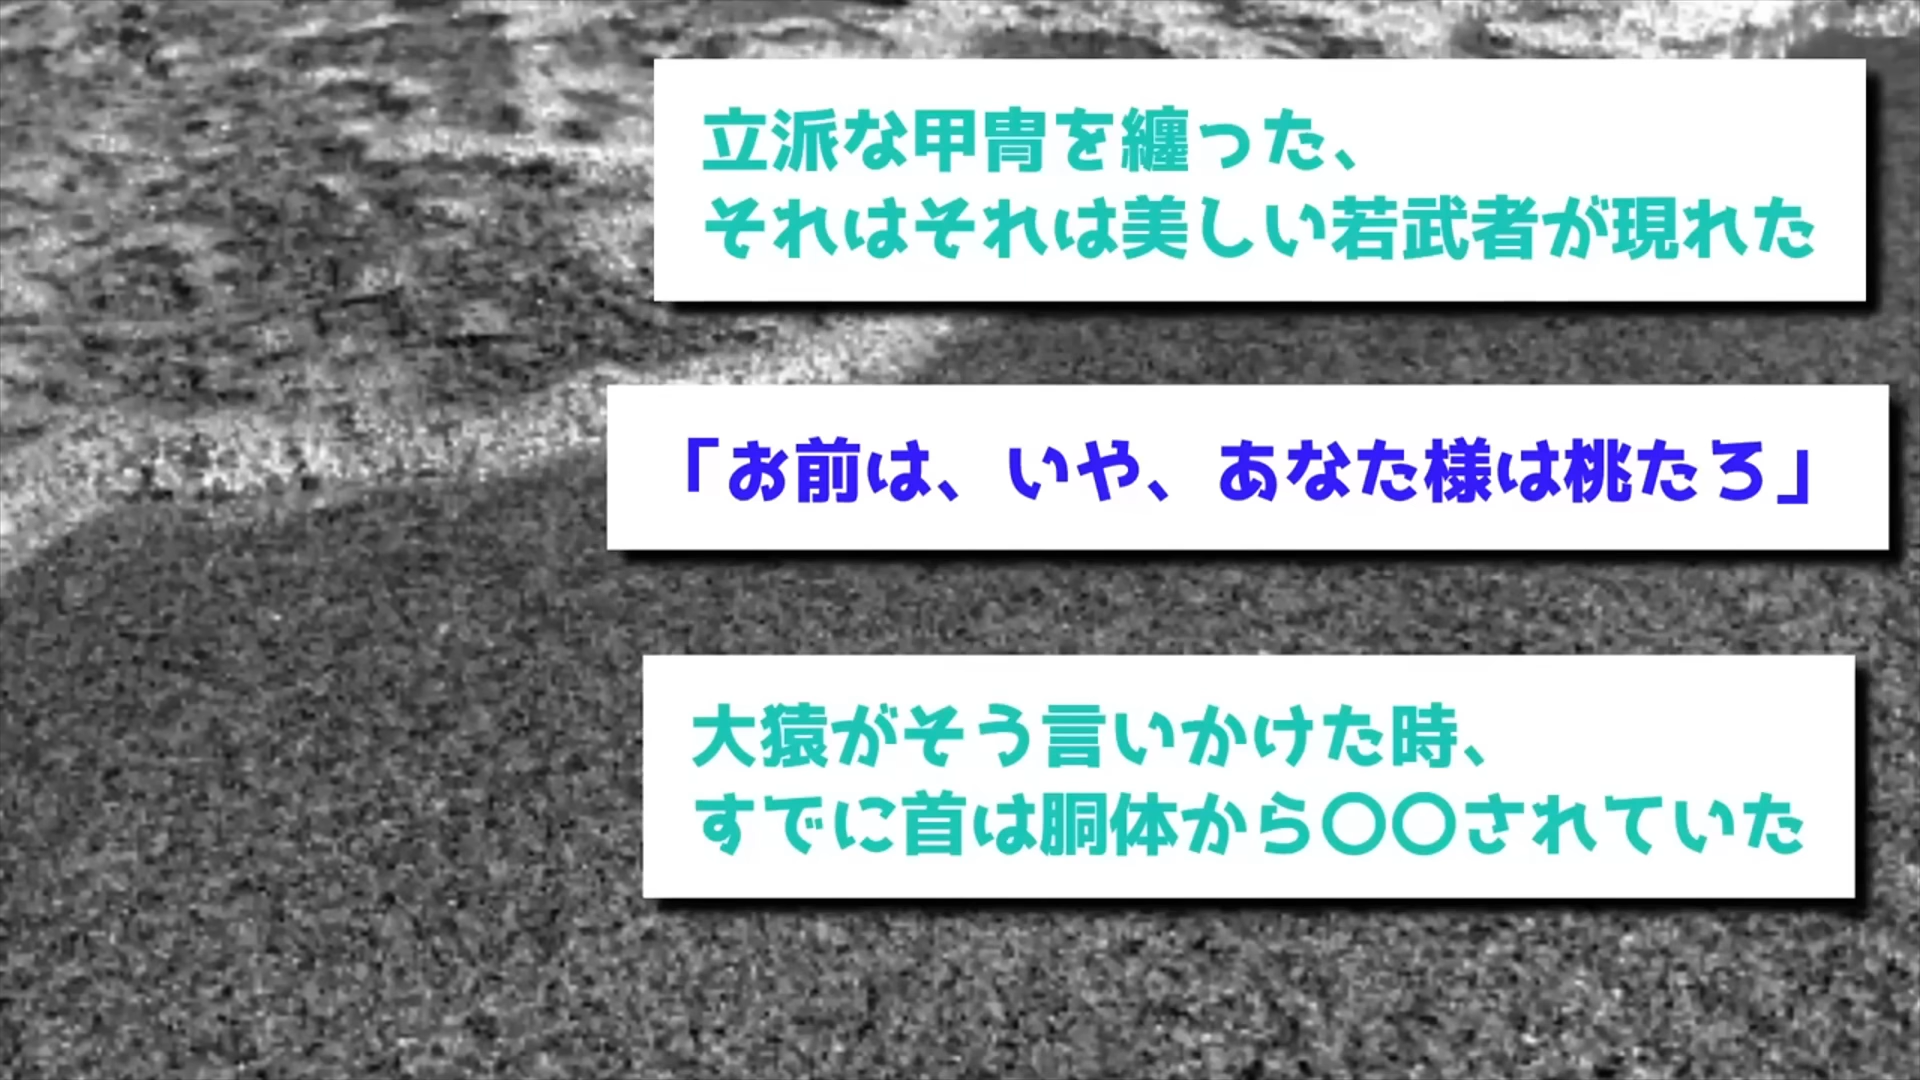 立派な甲冑を纏った、
それはそれは美しい若武者が現れた
「お前は、いや、あなた様は桃たろ」
大猿がそう言いかけた時、
すでに首は胴体から〇〇されていた